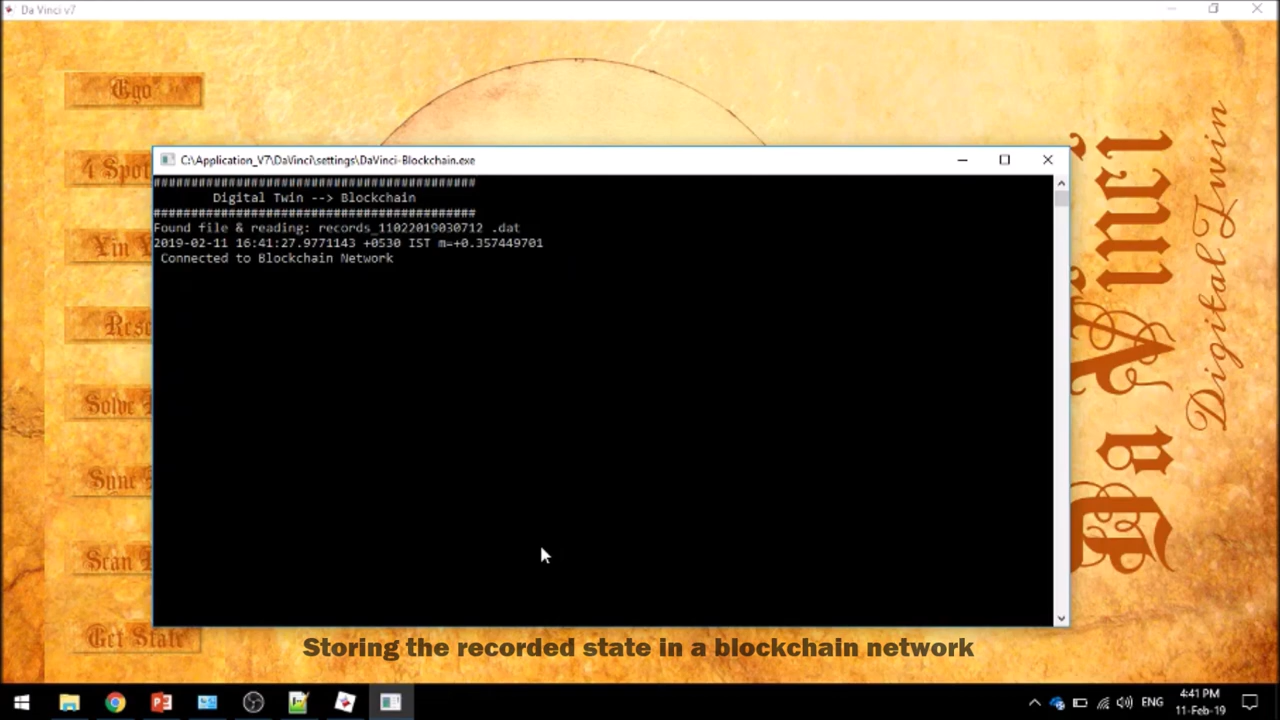 Da Vinci v7
Ego
4 Spot
Yin Y
Rese
Solve
Sync
Scan
Get State
C:\Application_V7\DaVinci\settings\DaVinci-Blockchain.exe
###########################################
Digital Twin --> Blockchain
###########################################
Found file & reading: records_11022019030712 .dat
2019-02-11 16:41:27.9771143 +0530 IST m=+0.357449701
Connected to Blockchain Network
Da Vinci
Digital Twin
Storing the recorded state in a blockchain network
ENG
4:41 PM
11-Feb-19